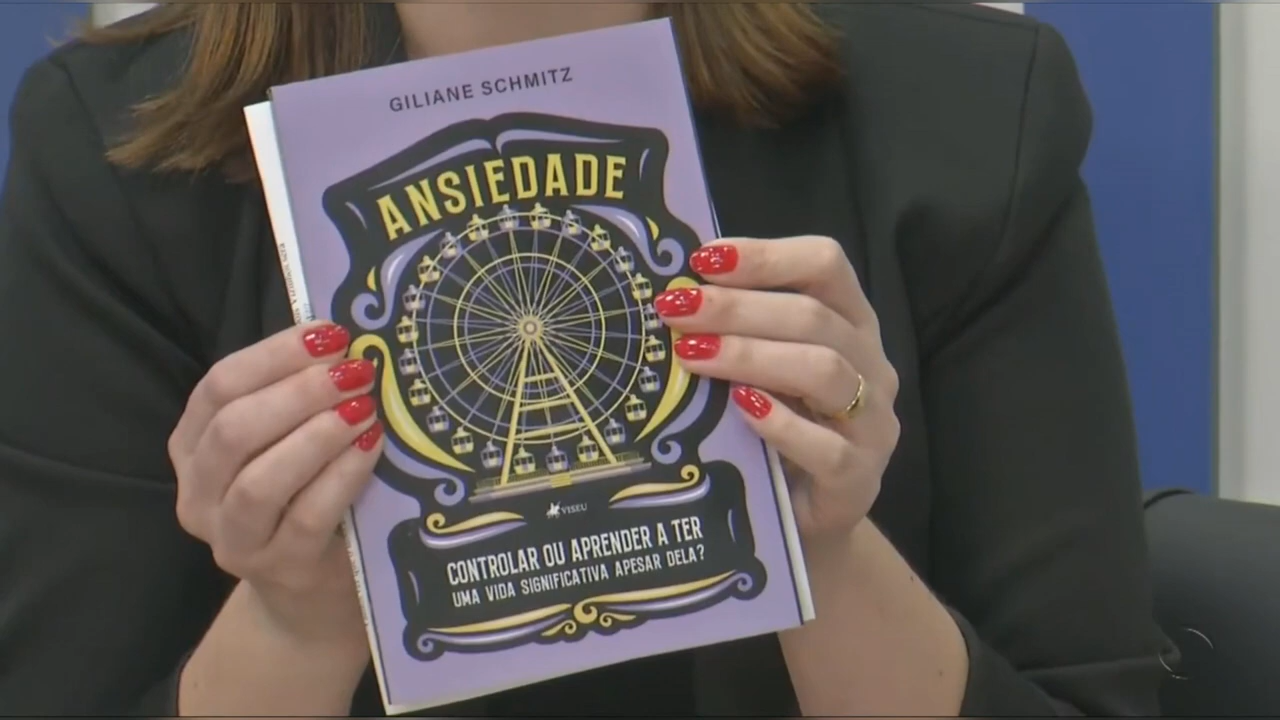 GILIANE SCHMITZ
ANSIEDADE
VISEU
CONTROLAR OU APRENDER A TER
UMA VIDA SIGNIFICATIVA APESAR DELA?